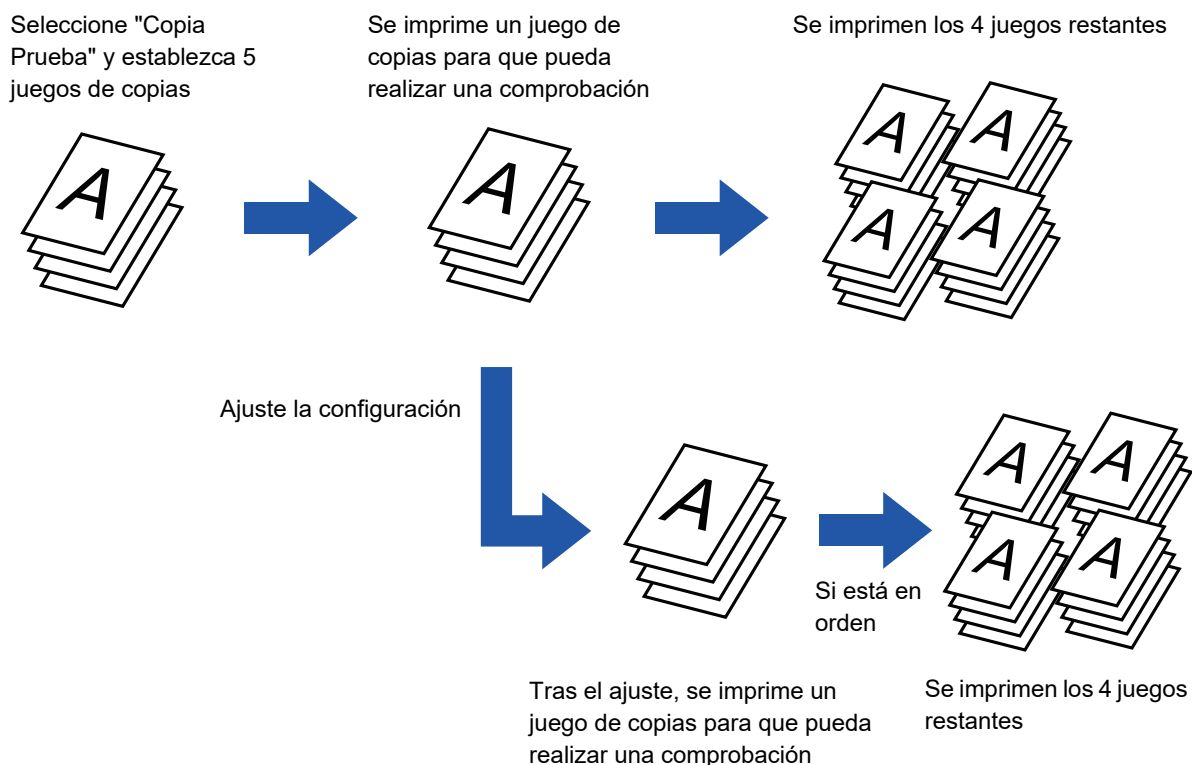 Seleccione "Copia
Prueba" y establezca 5
juegos de copias
Se imprime un juego de
copias para que pueda
realizar una comprobación
Se imprimen los 4 juegos restantes
A
A
A
A
A
A
Ajuste la configuración
A
A
A
A
A
Si está en
orden
Tras el ajuste, se imprime un
juego de copias para que pueda
realizar una comprobación
Se imprimen los 4 juegos
restantes